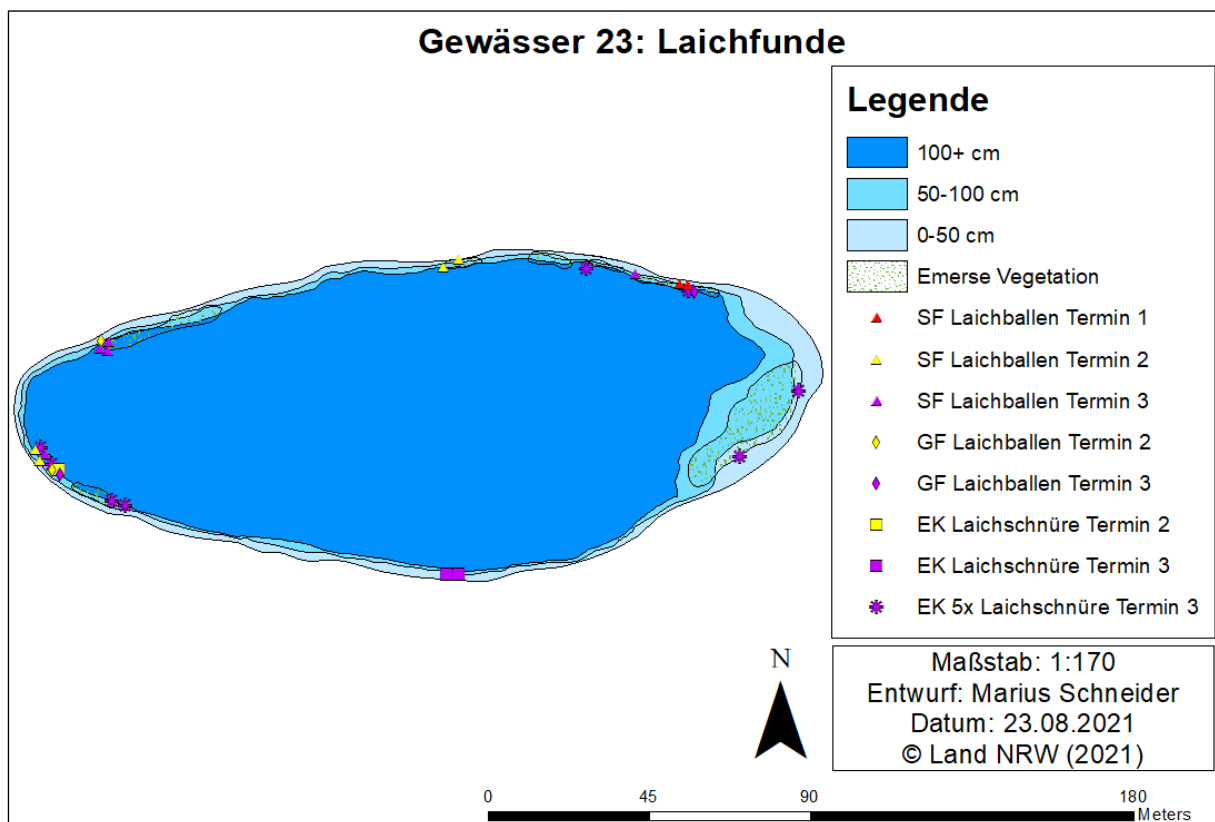 Gewässer 23: Laichfunde
Legende
100+ cm
50-100 cm
0-50 cm
Emerse Vegetation
SF Laichballen Termin 1
SF Laichballen Termin 2
SF Laichballen Termin 3
GF Laichballen Termin 2
GF Laichballen Termin 3
EK Laichschnüre Termin 2
EK Laichschnüre Termin 3
EK 5x Laichschnüre Termin 3
N
Maßstab: 1:170
Entwurf: Marius Schneider
Datum: 23.08.2021
© Land NRW (2021)
0 45 90 180
Meters